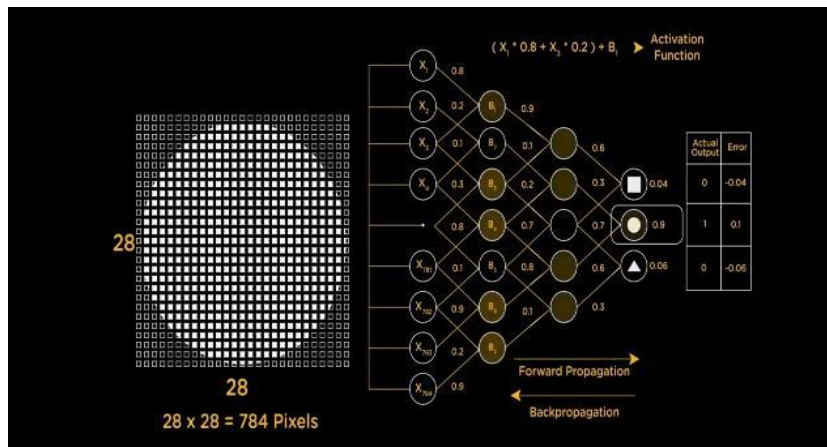 ( X₁ * 0.8 + X₃ * 0.2 ) + B₁
Activation
Function
X₁
0.8
X₂
0.2
B₁
0.9
X₃
0.1
B₂
0.1
0.6
X₄
0.3
B₃
0.2
0.3
0.04
0.8
B₄
0.7
0.7
0.9
X₇₈₁
0.1
B₅
0.8
0.6
0.06
X₇₈₂
0.9
B₆
0.1
0.3
X₇₈₃
0.2
B₇
X₇₈₄
0.9
Actual Output Error
0 -0.04
1 0.1
0 -0.06
28
28
28 x 28 = 784 Pixels
Forward Propagation
Backpropagation